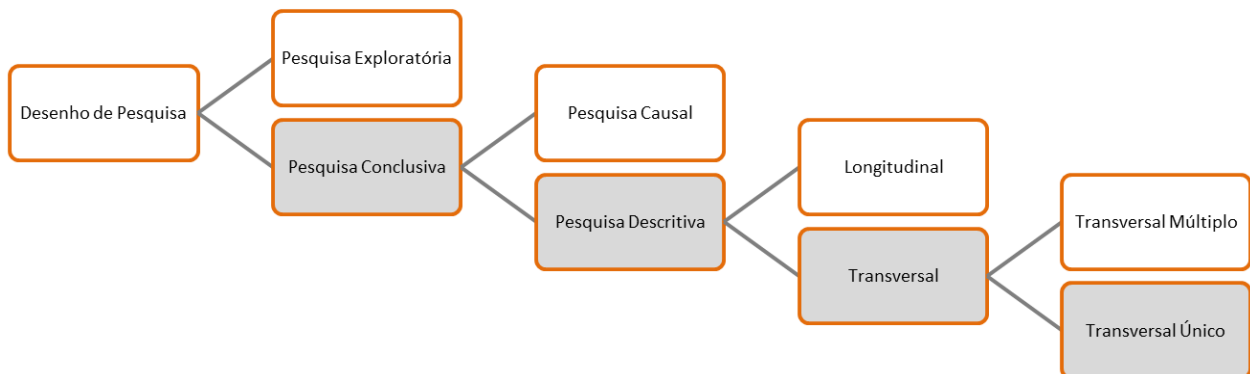 Desenho de Pesquisa
Pesquisa Exploratória
Pesquisa Conclusiva
Pesquisa Causal
Pesquisa Descritiva
Longitudinal
Transversal
Transversal Múltiplo
Transversal Único